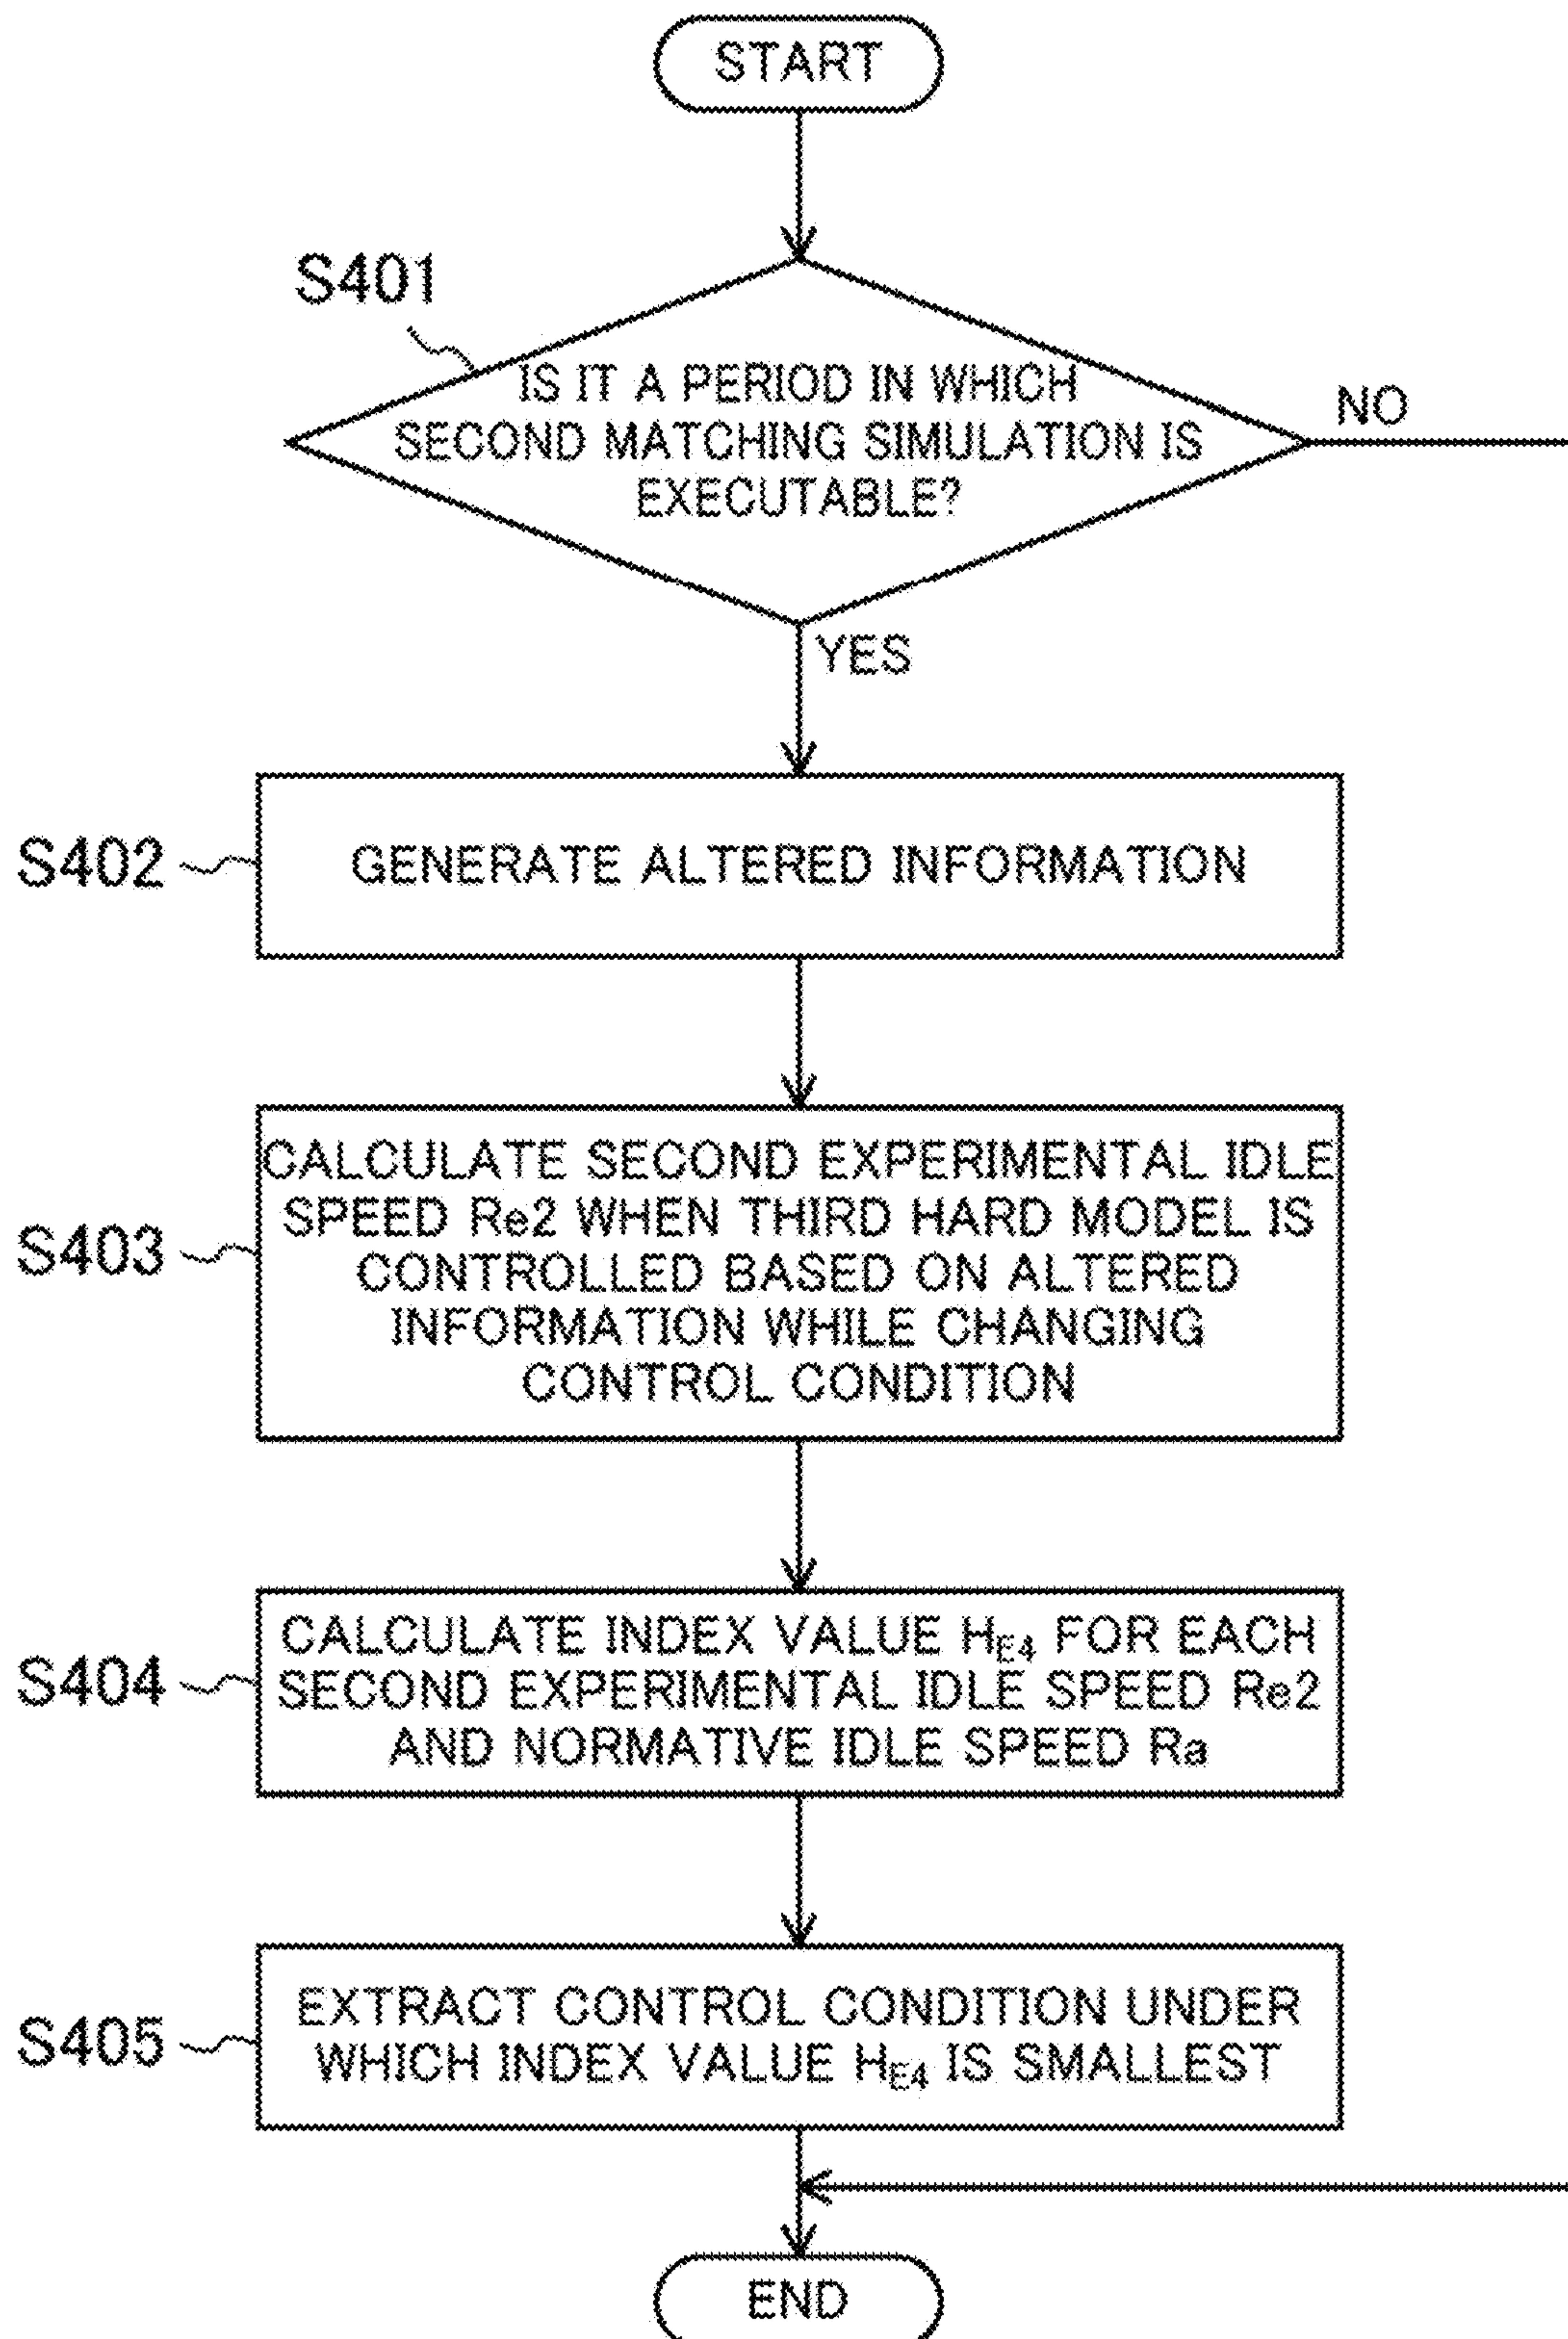 START
S401
IS IT A PERIOD IN WHICH
SECOND MATCHING SIMULATION IS
EXECUTABLE?
NO
YES
S402
GENERATE ALTERED INFORMATION
S403
CALCULATE SECOND EXPERIMENTAL IDLE
SPEED Re2 WHEN THIRD HARD MODEL IS
CONTROLLED BASED ON ALTERED
INFORMATION WHILE CHANGING
CONTROL CONDITION
S404
CALCULATE INDEX VALUE HE4 FOR EACH
SECOND EXPERIMENTAL IDLE SPEED Re2
AND NORMATIVE IDLE SPEED Ra
S405
EXTRACT CONTROL CONDITION UNDER
WHICH INDEX VALUE HE4 IS SMALLEST
END